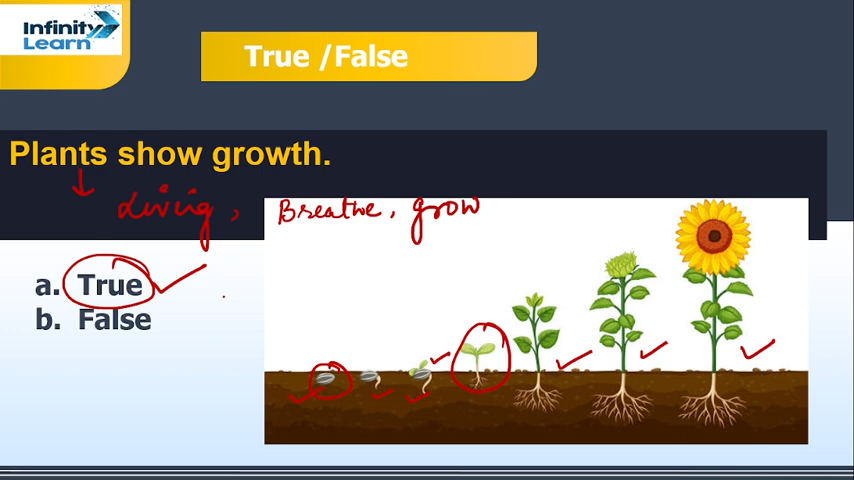 Infinity
Learn
True /False
Plants show growth.
Living, Breathe, grow
a. True
b. False